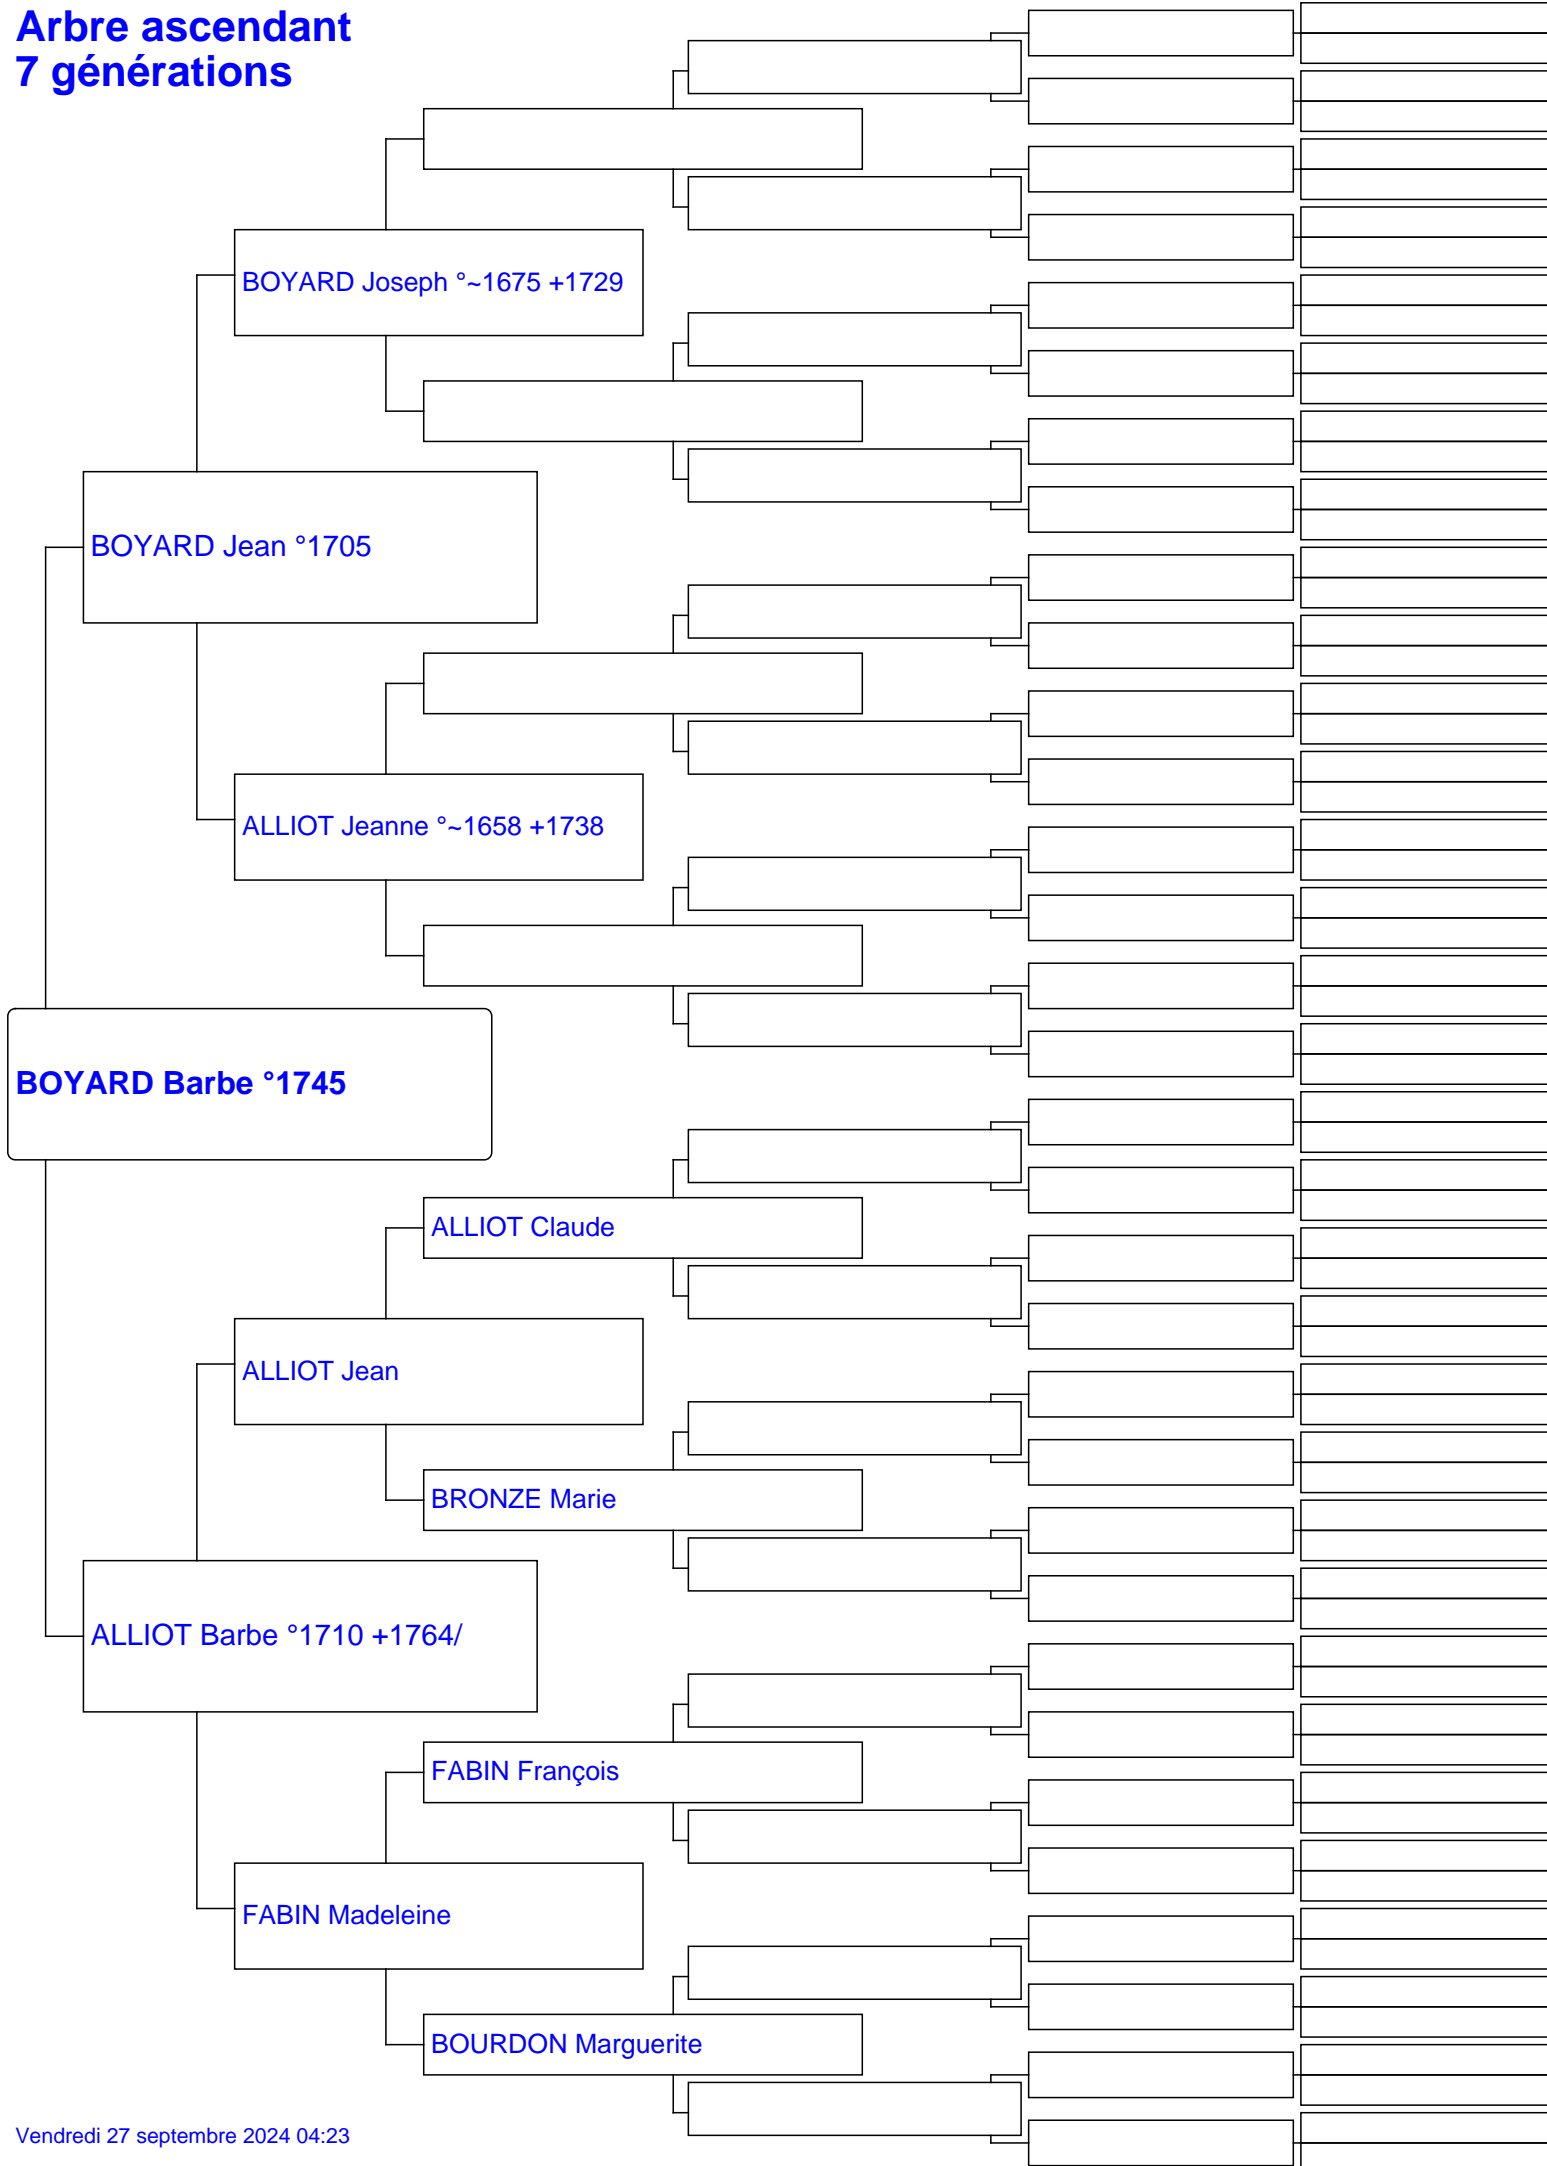 Arbre ascendant
7 générations
BOYARD Joseph °~1675 +1729
BOYARD Jean °1705
ALLIOT Jeanne °~1658 +1738
BOYARD Barbe °1745
ALLIOT Claude
ALLIOT Jean
BRONZE Marie
ALLIOT Barbe °1710 +1764/
FABIN François
FABIN Madeleine
BOURDON Marguerite
Vendredi 27 septembre 2024 04:23